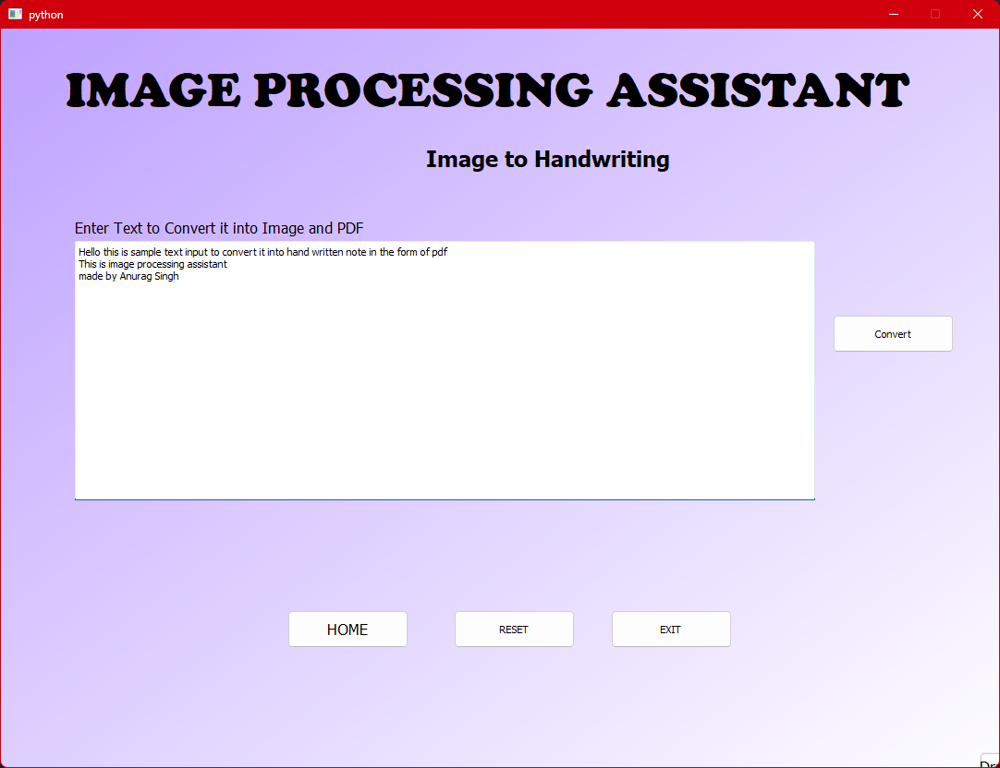 python
IMAGE PROCESSING ASSISTANT
Image to Handwriting
Enter Text to Convert it into Image and PDF
Hello this is sample text input to convert it into hand written note in the form of pdf
This is image processing assistant
made by Anurag Singh
Convert
HOME
RESET
EXIT